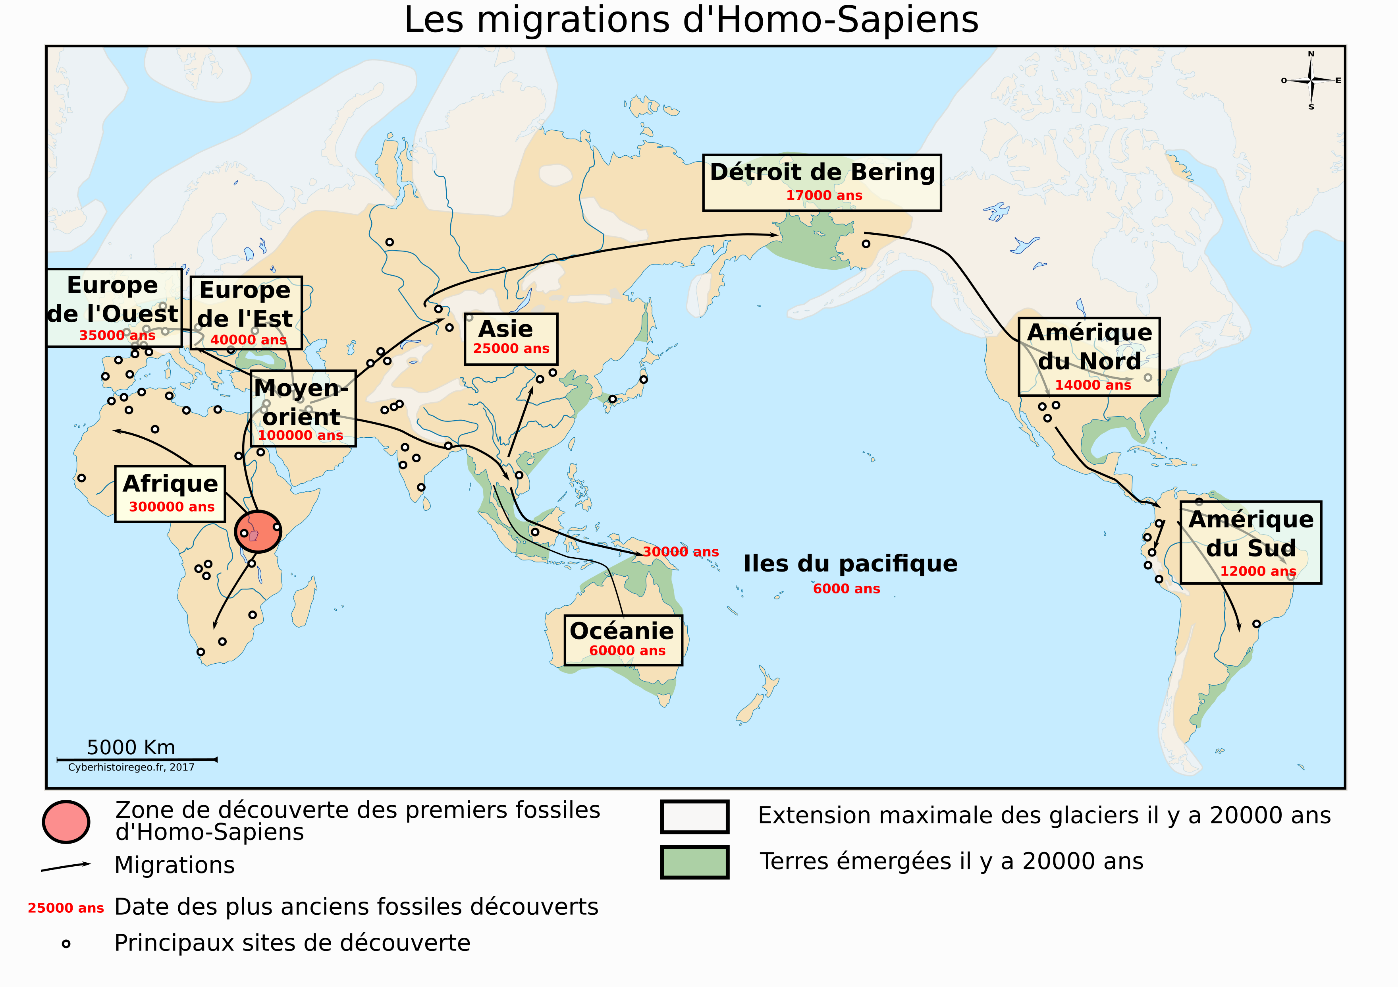 Les migrations d'Homo-Sapiens
N
O
E
S
Détroit de Bering
17000 ans
Europe
de l'Ouest
35000 ans
Europe
de l'Est
40000 ans
Asie
25000 ans
Amérique
du Nord
14000 ans
Moyen-
orient
100000 ans
Afrique
300000 ans
Amérique
du Sud
12000 ans
30000 ans
Iles du pacifique
6000 ans
Océanie
60000 ans
5000 Km
Cyberhistoiregeo.fr, 2017
Zone de découverte des premiers fossiles
d'Homo-Sapiens
Migrations
25000 ans Date des plus anciens fossiles découverts
Principaux sites de découverte
Extension maximale des glaciers il y a 20000 ans
Terres émergées il y a 20000 ans